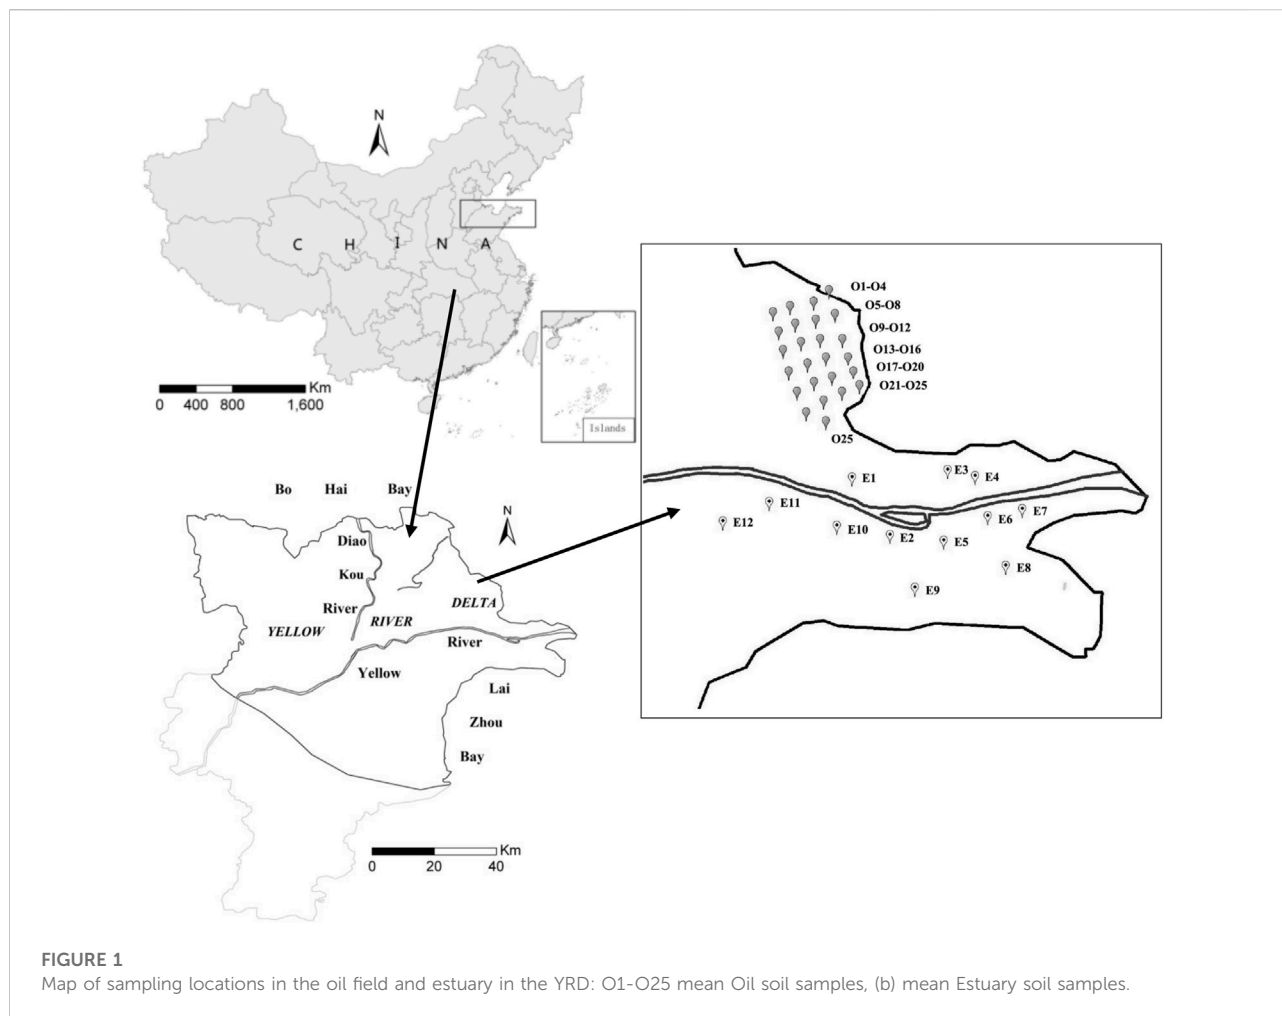 N
C H I N A
Km
0 400 800 1,600
Islands
Bo Hai Bay
N
Diao
Kou
River
YELLOW RIVER DELTA
River
Yellow
Lai
Zhou
Bay
Km
0 20 40
O1-O4
O5-O8
O9-O12
O13-O16
O17-O20
O21-O25
O25
E1
E3
E4
E11
E12
E10
E2
E5
E6
E7
E8
E9
FIGURE 1
Map of sampling locations in the oil field and estuary in the YRD: O1-O25 mean Oil soil samples, (b) mean Estuary soil samples.